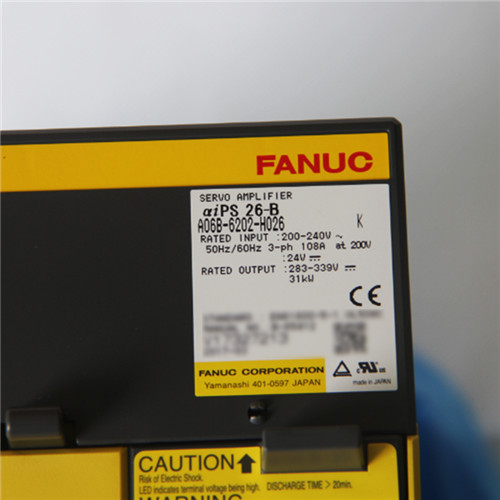 FANUC
SERVO AMPLIFIER
αiPS 26-B
A06B-6202-H026 K
RATED INPUT :200-240V ~
50Hz/60Hz 3-ph 108A at 200V
:24V ⎓
RATED OUTPUT :283-339V ⎓
31kW
CE
FANUC CORPORATION
Yamanashi 401-0597 JAPAN
c UL us
made in JAPAN
CAUTION
Risk of Electric Shock.
LED indicates terminal voltage being high. DISCHARGE TIME > 20min.
WARNING